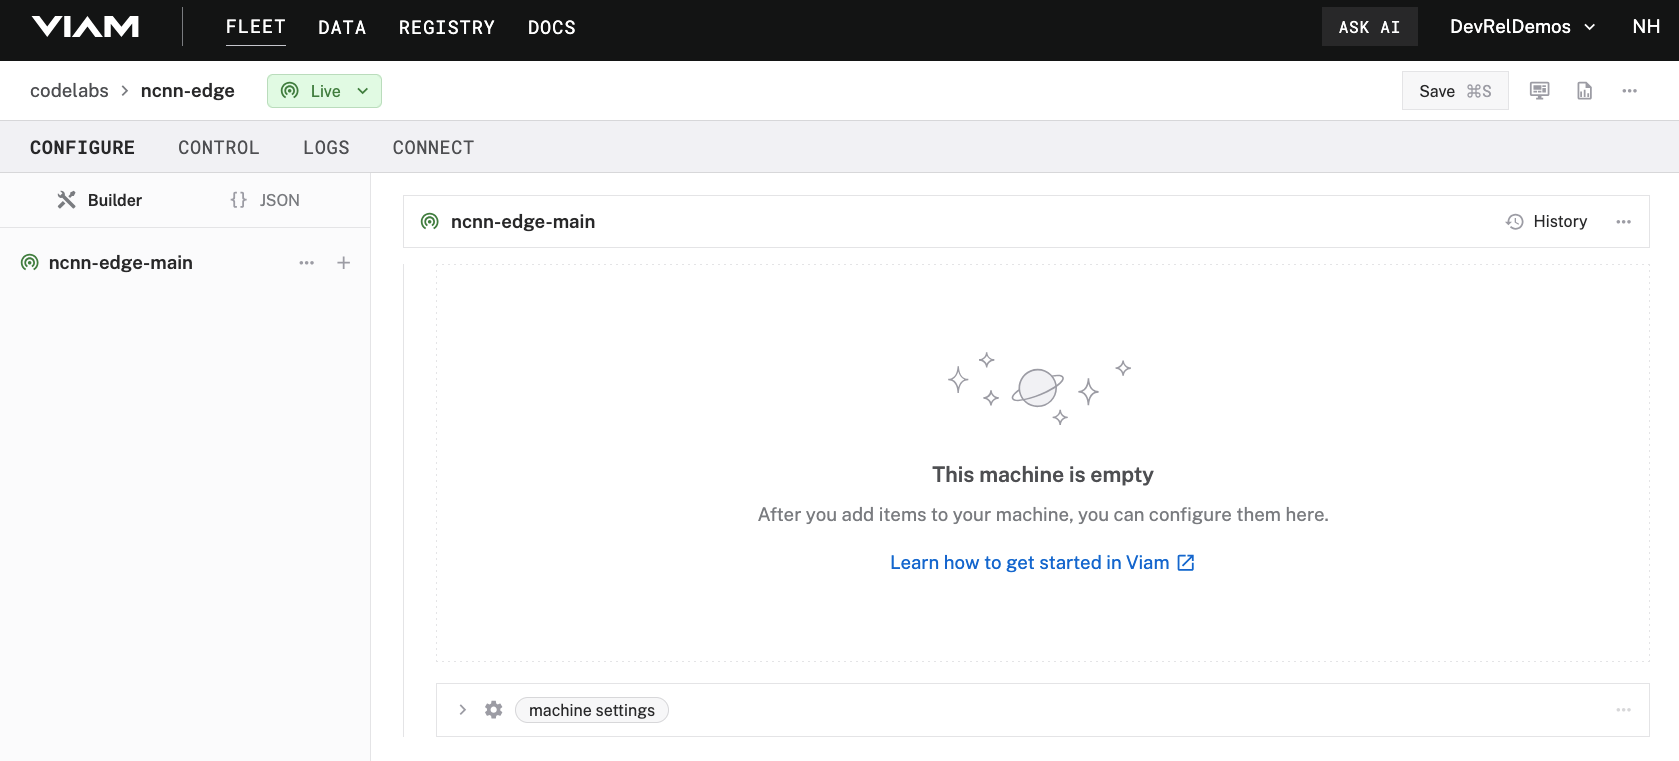 VIAM FLEET DATA REGISTRY DOCS ASK AI DevRelDemos NH
codelabs > ncnn-edge Live Save ⌘S
CONFIGURE CONTROL LOGS CONNECT
Builder {} JSON
ncnn-edge-main
ncnn-edge-main History
This machine is empty
After you add items to your machine, you can configure them here.
Learn how to get started in Viam
machine settings